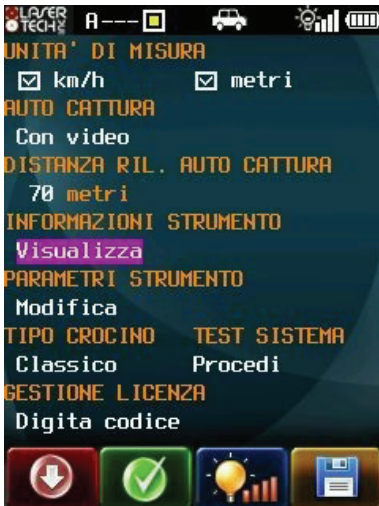 LASER TECH A---
UNITA' DI MISURA
km/h metri
AUTO CATTURA
Con video
DISTANZA RIL. AUTO CATTURA
70 metri
INFORMAZIONI STRUMENTO
Visualizza
PARAMETRI STRUMENTO
Modifica
TIPO CROCINO TEST SISTEMA
Classico Procedi
GESTIONE LICENZA
Digita codice